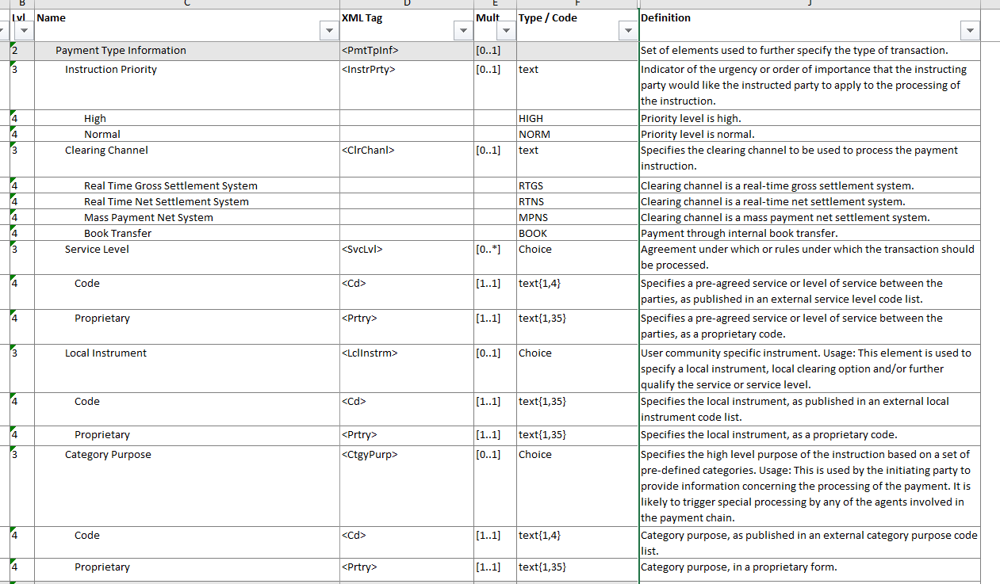 B C D E F J
Lvl Name XML Tag Mult Type / Code Definition
2 Payment Type Information <PmtTpInf> [0..1] Set of elements used to further specify the type of transaction.
3 Instruction Priority <InstrPrty> [0..1] text Indicator of the urgency or order of importance that the instructing
party would like the instructed party to apply to the processing of
the instruction.
4 High HIGH Priority level is high.
4 Normal NORM Priority level is normal.
3 Clearing Channel <ClrChanl> [0..1] text Specifies the clearing channel to be used to process the payment
instruction.
4 Real Time Gross Settlement System RTGS Clearing channel is a real-time gross settlement system.
4 Real Time Net Settlement System RTNS Clearing channel is a real-time net settlement system.
4 Mass Payment Net System MPNS Clearing channel is a mass payment net settlement system.
4 Book Transfer BOOK Payment through internal book transfer.
3 Service Level <SvcLvl> [0..*] Choice Agreement under which or rules under which the transaction should
be processed.
4 Code <Cd> [1..1] text{1,4} Specifies a pre-agreed service or level of service between the
parties, as published in an external service level code list.
4 Proprietary <Prtry> [1..1] text{1,35} Specifies a pre-agreed service or level of service between the
parties, as a proprietary code.
3 Local Instrument <LclInstrm> [0..1] Choice User community specific instrument. Usage: This element is used to
specify a local instrument, local clearing option and/or further
qualify the service or service level.
4 Code <Cd> [1..1] text{1,35} Specifies the local instrument, as published in an external local
instrument code list.
4 Proprietary <Prtry> [1..1] text{1,35} Specifies the local instrument, as a proprietary code.
3 Category Purpose <CtgyPurp> [0..1] Choice Specifies the high level purpose of the instruction based on a set of
pre-defined categories. Usage: This is used by the initiating party to
provide information concerning the processing of the payment. It is
likely to trigger special processing by any of the agents involved in
the payment chain.
4 Code <Cd> [1..1] text{1,4} Category purpose, as published in an external category purpose code
list.
4 Proprietary <Prtry> [1..1] text{1,35} Category purpose, in a proprietary form.